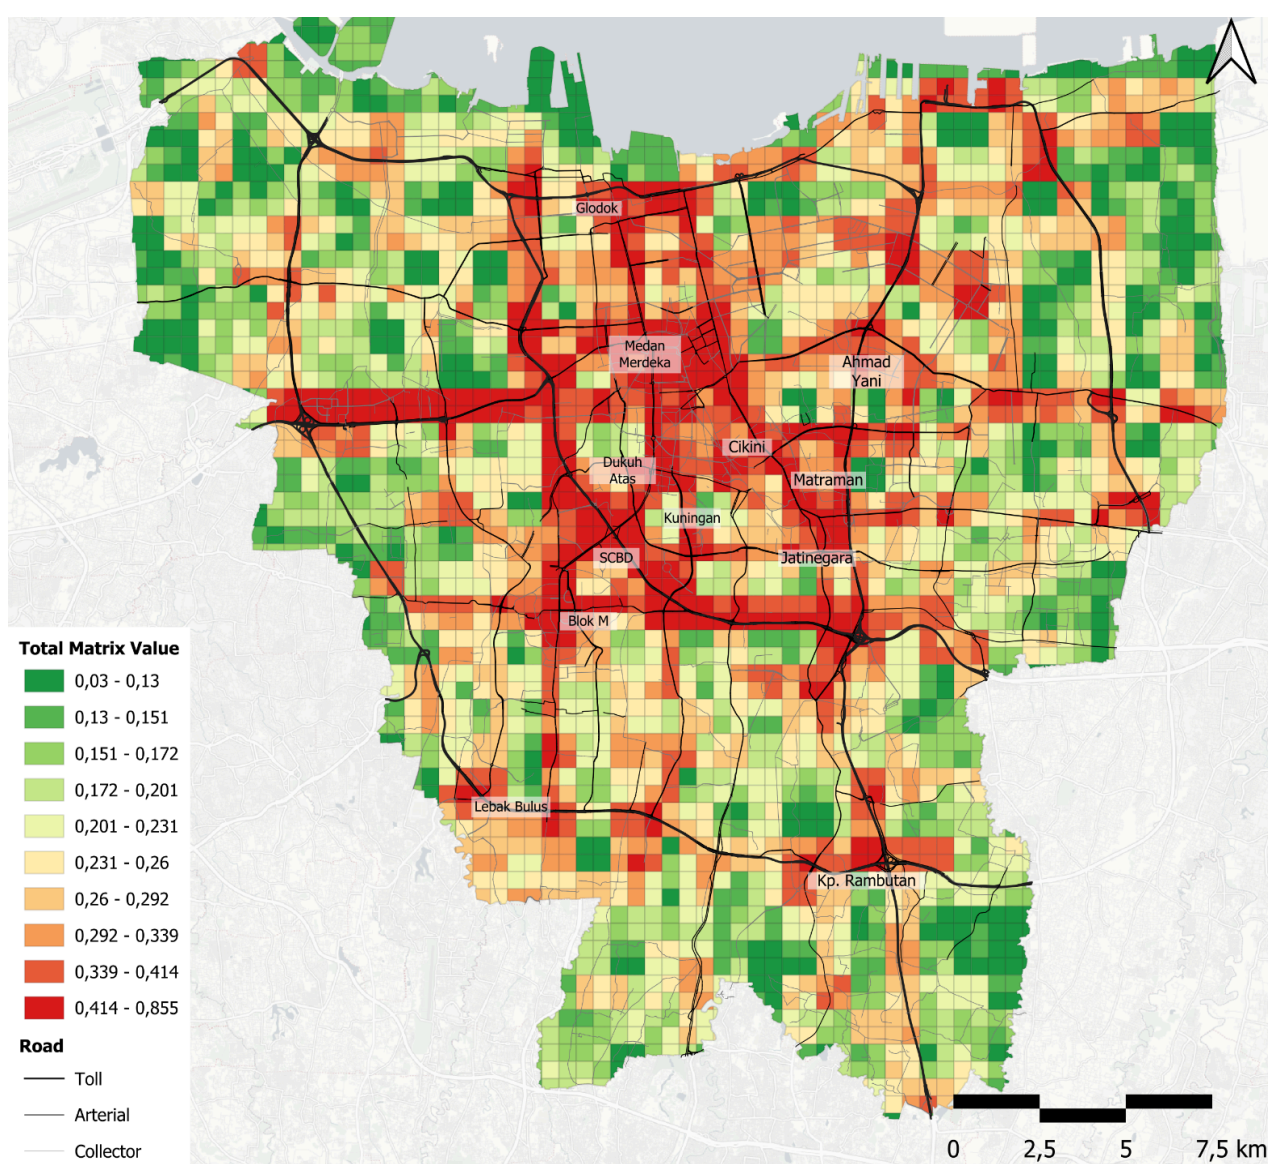 Glodok
Medan
Merdeka
Ahmad
Yani
Cikini
Dukuh
Atas
Matraman
Kuningan
SCBD
Jatinegara
Blok M
Lebak Bulus
Kp. Rambutan
Total Matrix Value
0,03 - 0,13
0,13 - 0,151
0,151 - 0,172
0,172 - 0,201
0,201 - 0,231
0,231 - 0,26
0,26 - 0,292
0,292 - 0,339
0,339 - 0,414
0,414 - 0,855
Road
Toll
Arterial
Collector
0 2,5 5 7,5 km